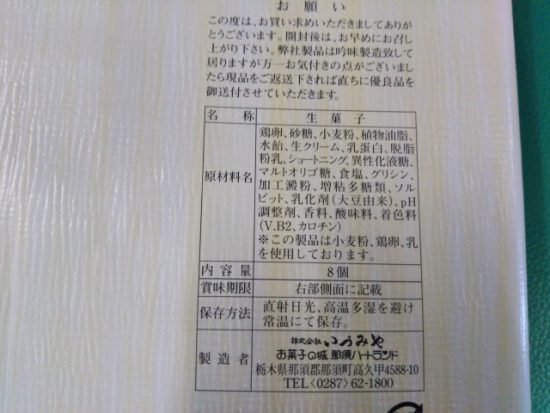 お願い
この度は、お買い求めいただきましてありが
とうございます。開封後は、お早めにお召し
上がり下さい。弊社製品は吟味製造致して
居りますが万一お気付きの点がございまし
たら現品をご返送下されば直ちに優良品を
御送付させていただきます。
名称 生菓子
原材料名 鶏卵、砂糖、小麦粉、植物油脂、
水飴、生クリーム、乳蛋白、脱脂
粉乳、ショートニング、異性化液糖、
マルトオリゴ糖、食塩、グリシン、
加工澱粉、増粘多糖類、ソル
ビット、乳化剤(大豆由来)、pH
調整剤、香料、酸味料、着色料
(V.B2、カロチン)
※この製品は小麦粉、鶏卵、乳
を使用しております。
内容量 8個
賞味期限 右部側面に記載
保存方法 直射日光、高温多湿を避け
常温にて保存。
製造者 株式会社 いづみや
お菓子の城 那須ハートランド
栃木県那須郡那須町高久甲4588-10
TEL〈0287〉62-1800